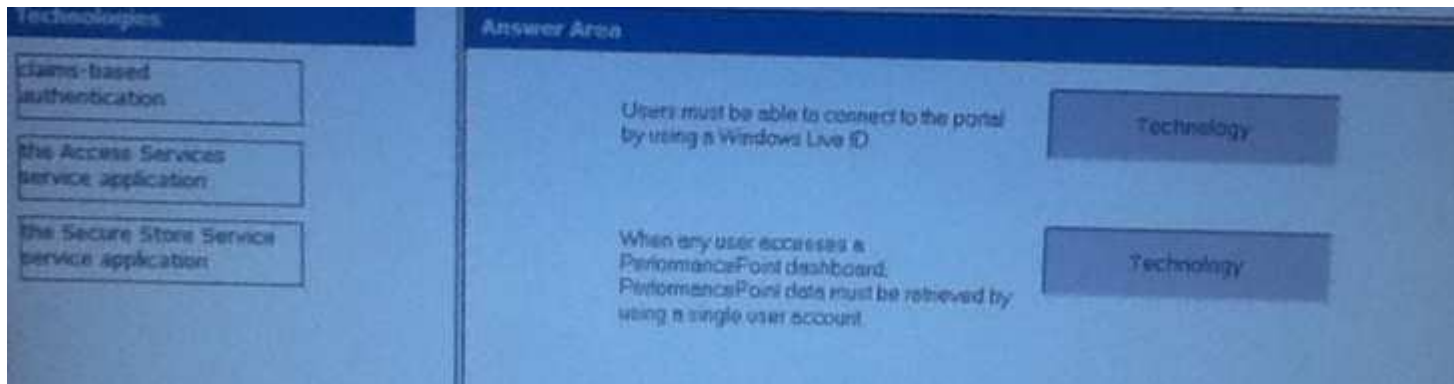 Technologies
claims-based
authentication
the Access Services
service application
the Secure Store Service
service application
Answer Area
Users must be able to connect to the portal
by using a Windows Live ID.
Technology
When any user accesses a
PerformancePoint dashboard,
PerformancePoint data must be retrieved by
using a single user account.
Technology